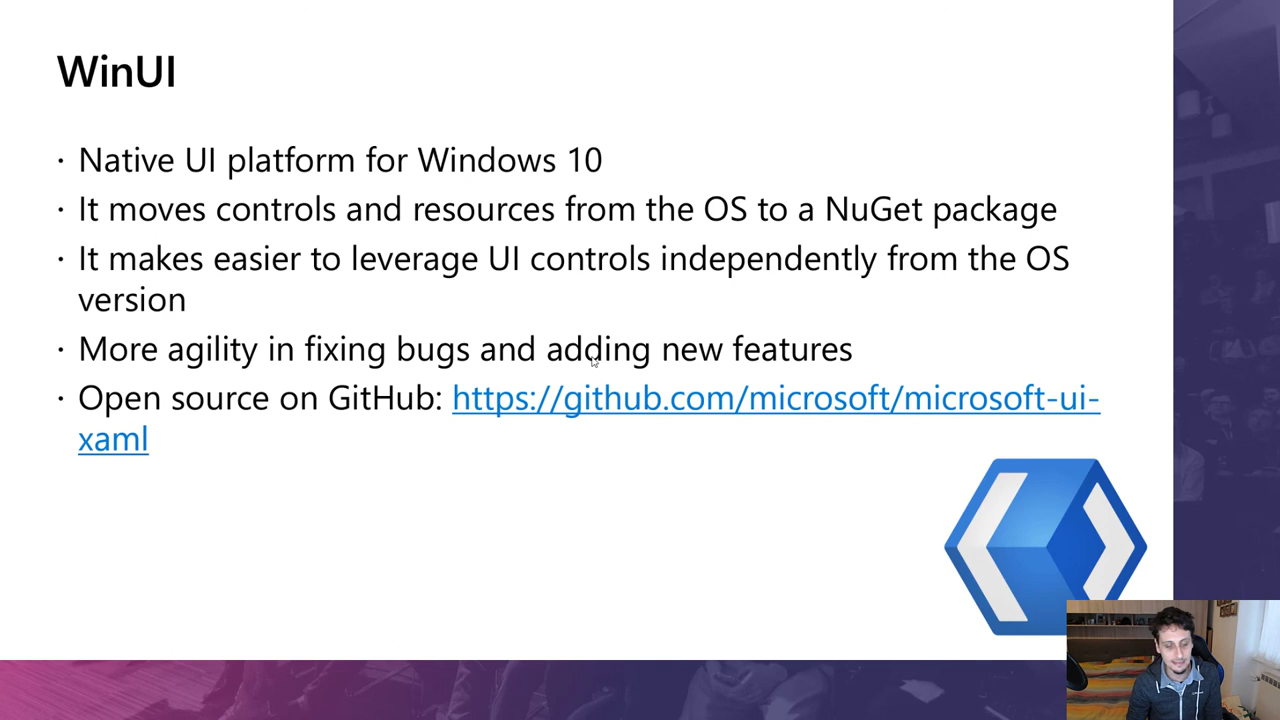 WinUI
· Native UI platform for Windows 10
· It moves controls and resources from the OS to a NuGet package
· It makes easier to leverage UI controls independently from the OS
version
· More agility in fixing bugs and adding new features
· Open source on GitHub: https://github.com/microsoft/microsoft-ui-
xaml